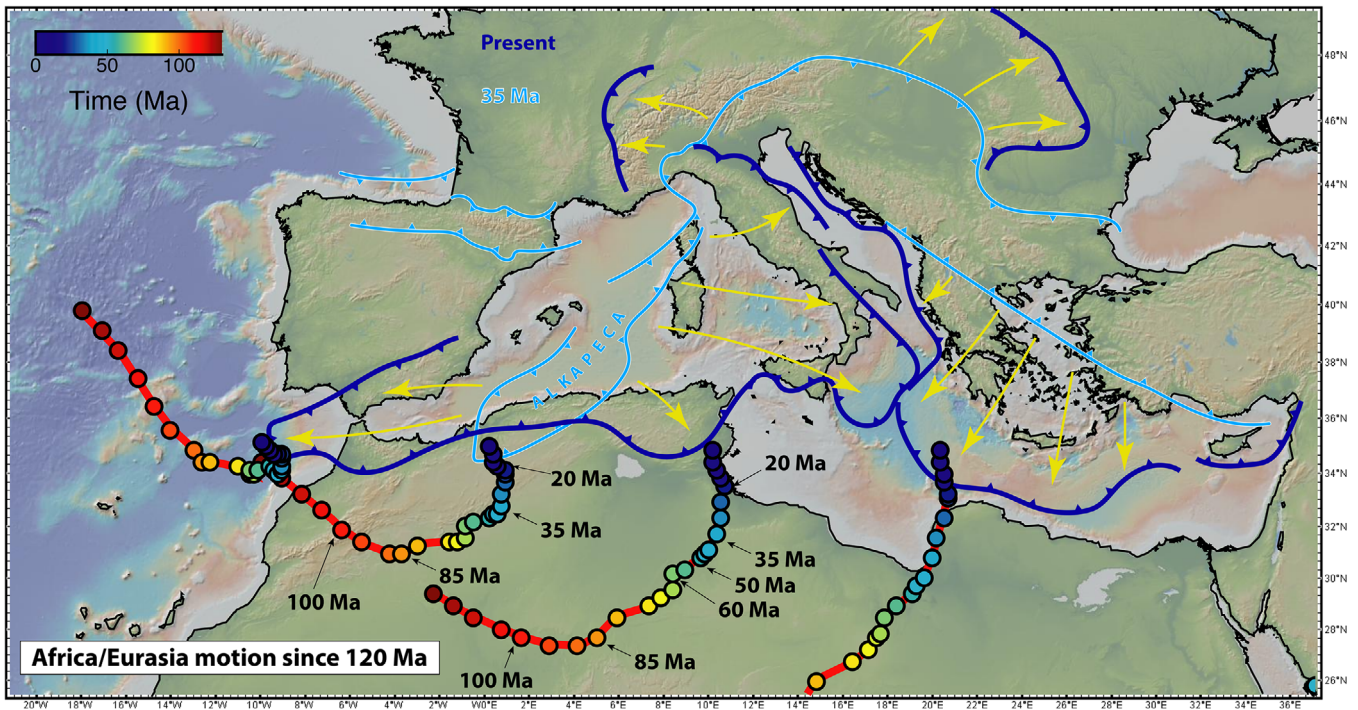 Present
35 Ma
0
50
100
Time (Ma)
48°N
46°N
44°N
42°N
40°N
38°N
36°N
34°N
32°N
30°N
28°N
26°N
ALKAPECA
20 Ma
35 Ma
85 Ma
100 Ma
20 Ma
35 Ma
50 Ma
60 Ma
85 Ma
100 Ma
Africa/Eurasia motion since 120 Ma
20°W 18°W 16°W 14°W 12°W 10°W 8°W 6°W 4°W 2°W 0° 2°E 4°E 6°E 8°E 10°E 12°E 14°E 16°E 18°E 20°E 22°E 24°E 26°E 28°E 30°E 32°E 34°E 36°E